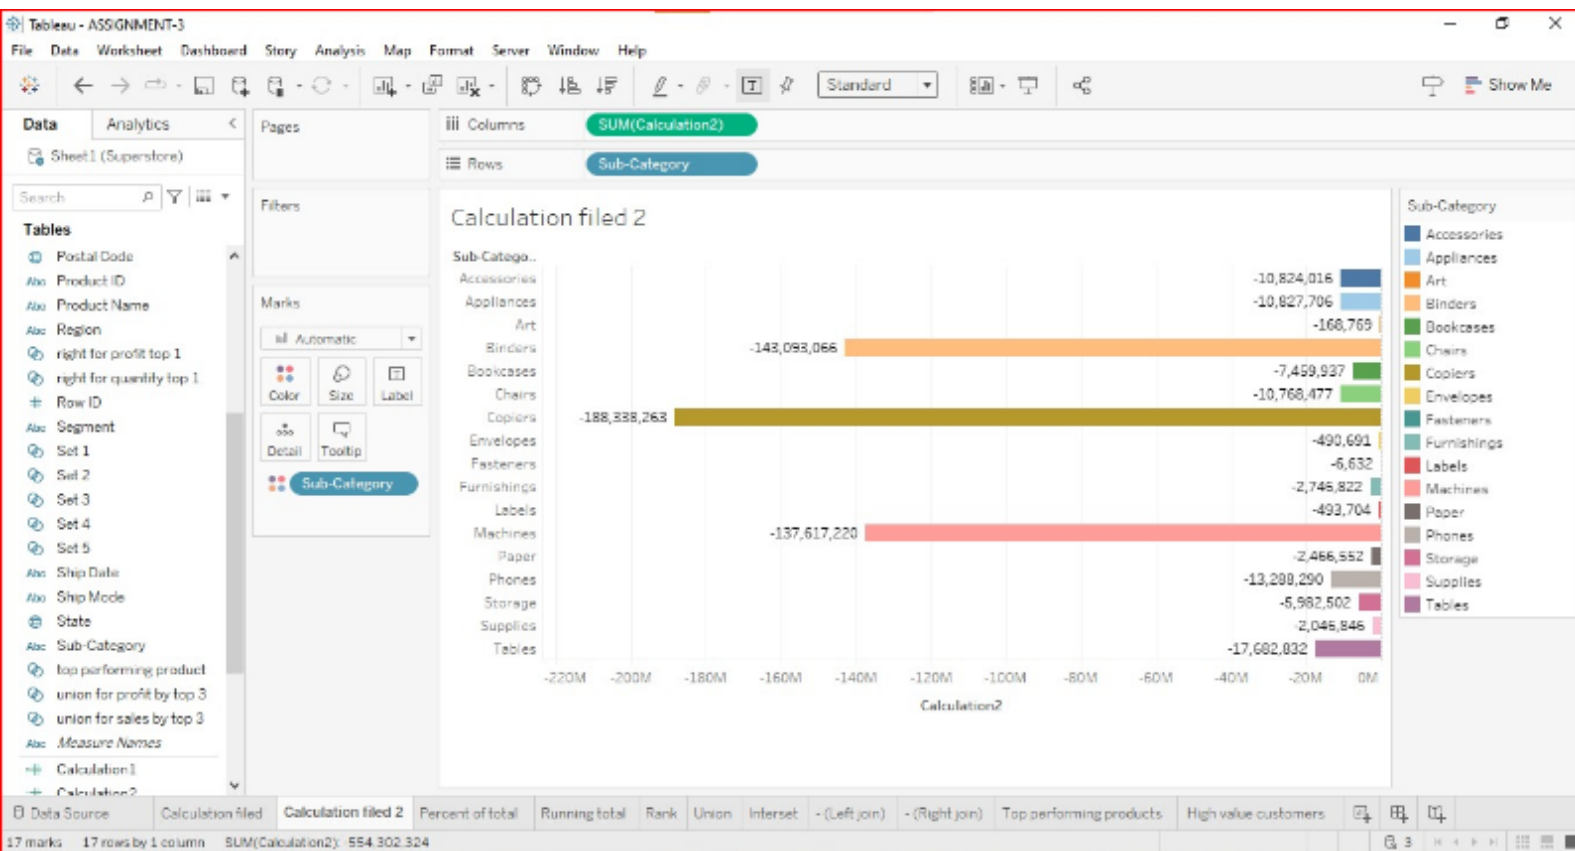 Tableau - ASSIGNMENT-3
File Data Worksheet Dashboard Story Analysis Map Format Server Window Help
Standard
Show Me
Data Analytics
Pages
Columns
SUM(Calculation2)
Sheet1 (Superstore)
Rows
Sub-Category
Search
Tables
Postal Code
Product ID
Product Name
Region
right for profit top 1
right for quantity top 1
Row ID
Segment
Set 1
Set 2
Set 3
Set 4
Set 5
Ship Date
Ship Mode
State
Sub-Category
top performing product
union for profit by top 3
union for sales by top 3
Measure Names
Calculation1
Calculation2
Filters
Marks
Automatic
Color Size Label
Detail Tooltip
Sub-Category
Calculation filed 2
Sub-Catego..
Accessories -10,824,016
Appliances -10,827,706
Art -168,769
Binders -143,093,066
Bookcases -7,459,937
Chairs -10,768,477
Copiers -188,338,263
Envelopes -490,691
Fasteners -6,632
Furnishings -2,746,822
Labels -493,704
Machines -137,617,220
Paper -2,466,552
Phones -13,288,290
Storage -5,982,502
Supplies -2,046,846
Tables -17,682,832
-220M -200M -180M -160M -140M -120M -100M -80M -60M -40M -20M 0M
Calculation2
Sub-Category
Accessories
Appliances
Art
Binders
Bookcases
Chairs
Copiers
Envelopes
Fasteners
Furnishings
Labels
Machines
Paper
Phones
Storage
Supplies
Tables
Data Source Calculation filed Calculation filed 2 Percent of total Running total Rank Union Interset - (Left join) - (Right join) Top performing products High value customers
17 marks 17 rows by 1 column SUM(Calculation2): -554,302,324
3